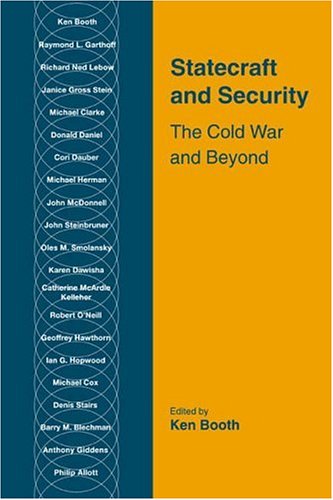 Ken Booth
Raymond L. Garthoff
Richard Ned Lebow
Janice Gross Stein
Michael Clarke
Donald Daniel
Cori Dauber
Michael Herman
John McDonnell
John Steinbruner
Oles M. Smolansky
Karen Dawisha
Catherine McArdle
Kelleher
Robert O'Neill
Geoffrey Hawthorn
Ian G. Hopwood
Michael Cox
Denis Stairs
Barry M. Blechman
Anthony Giddens
Philip Allott
Statecraft
and Security
The Cold War
and Beyond
Edited by
Ken Booth